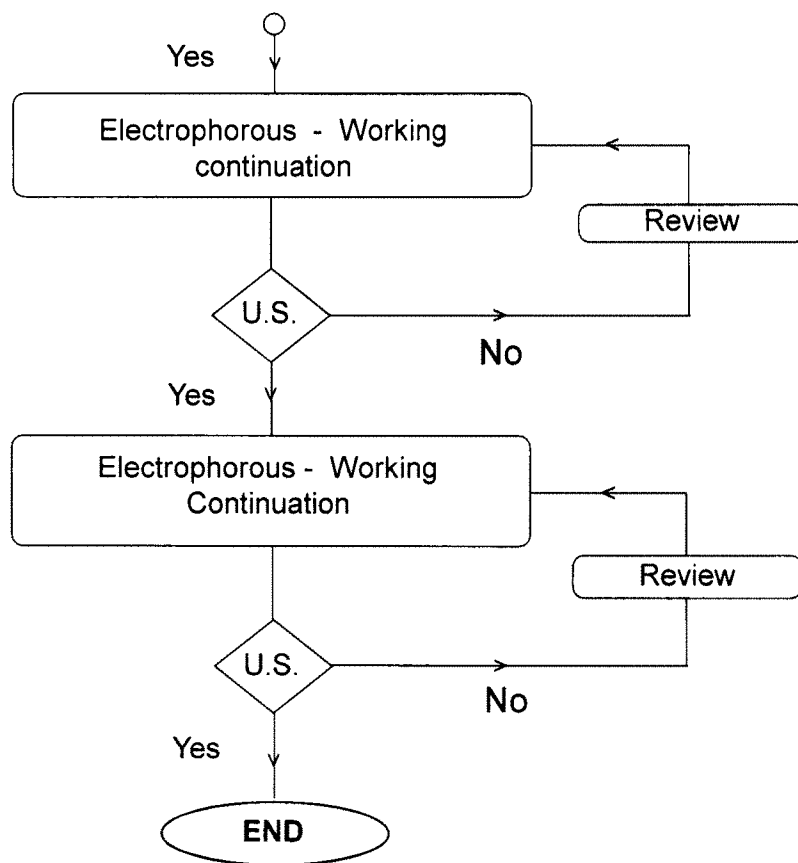 Yes
Electrophorous - Working
continuation
Review
U.S.
No
Yes
Electrophorous - Working
Continuation
Review
U.S.
No
Yes
END